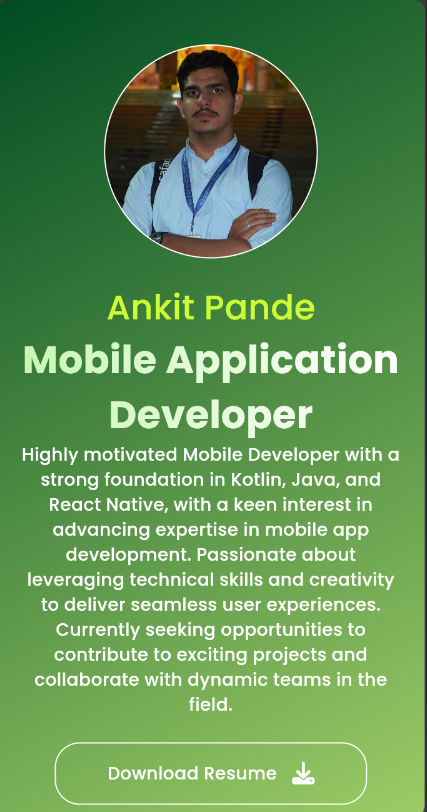 safari
Ankit Pande
Mobile Application
Developer
Highly motivated Mobile Developer with a
strong foundation in Kotlin, Java, and
React Native, with a keen interest in
advancing expertise in mobile app
development. Passionate about
leveraging technical skills and creativity
to deliver seamless user experiences.
Currently seeking opportunities to
contribute to exciting projects and
collaborate with dynamic teams in the
field.
Download Resume